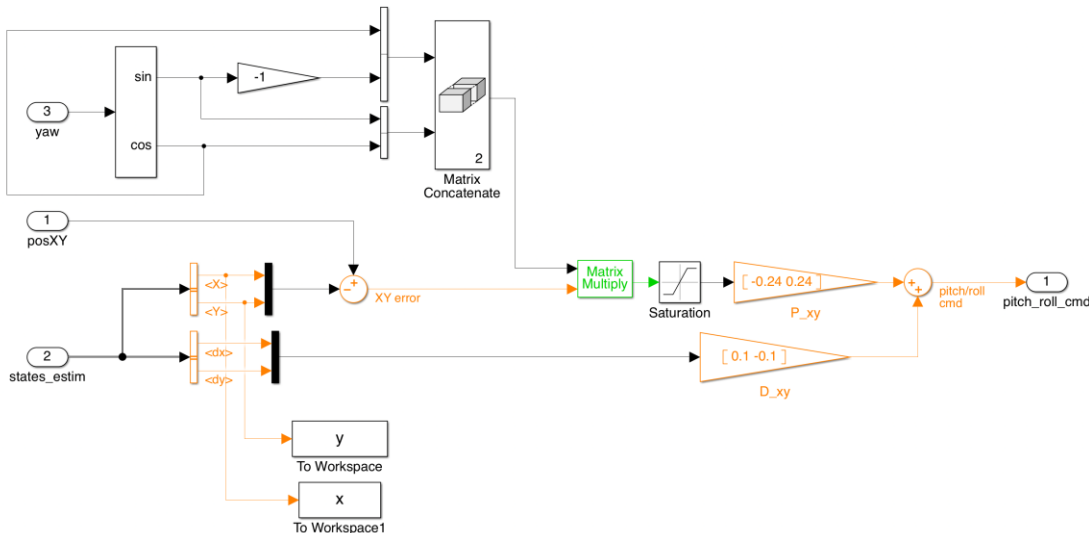 sin
-1
3
yaw
cos
2
Matrix
Concatenate
1
posXY
<X>
<Y>
+
−
XY error
Matrix
Multiply
Saturation
[ -0.24 0.24 ]
P_xy
+
+
pitch/roll
cmd
1
pitch_roll_cmd
2
states_estim
<dx>
<dy>
[ 0.1 -0.1 ]
D_xy
y
To Workspace
x
To Workspace1